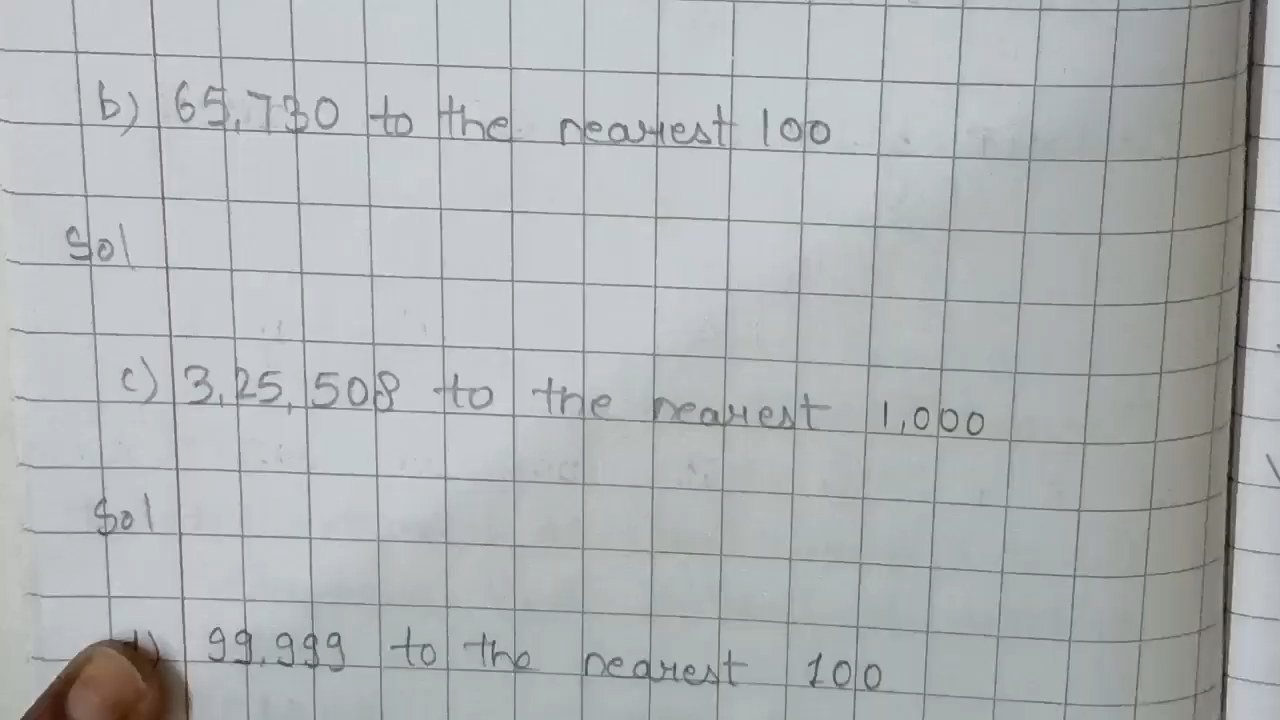 b) 65,730 to the nearest 100
Sol
c) 3,25,508 to the nearest 1,000
Sol
99,999 to the nearest 100